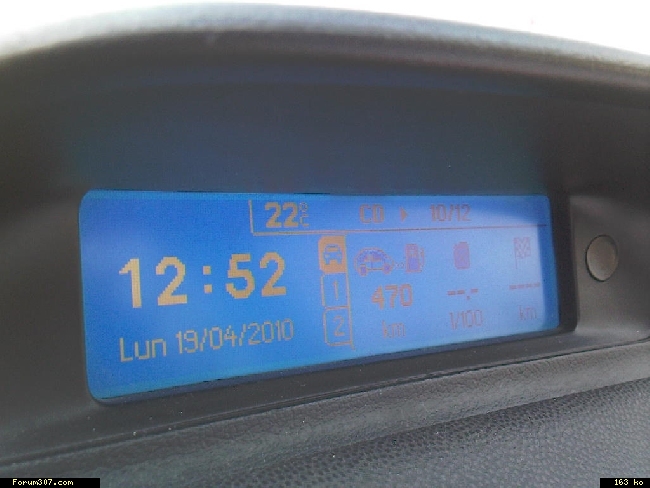 22°C CD 10/12
12:52
1
470 --,- ----
2
km l/100 km
Lun 19/04/2010
Forum307.com
163 ko